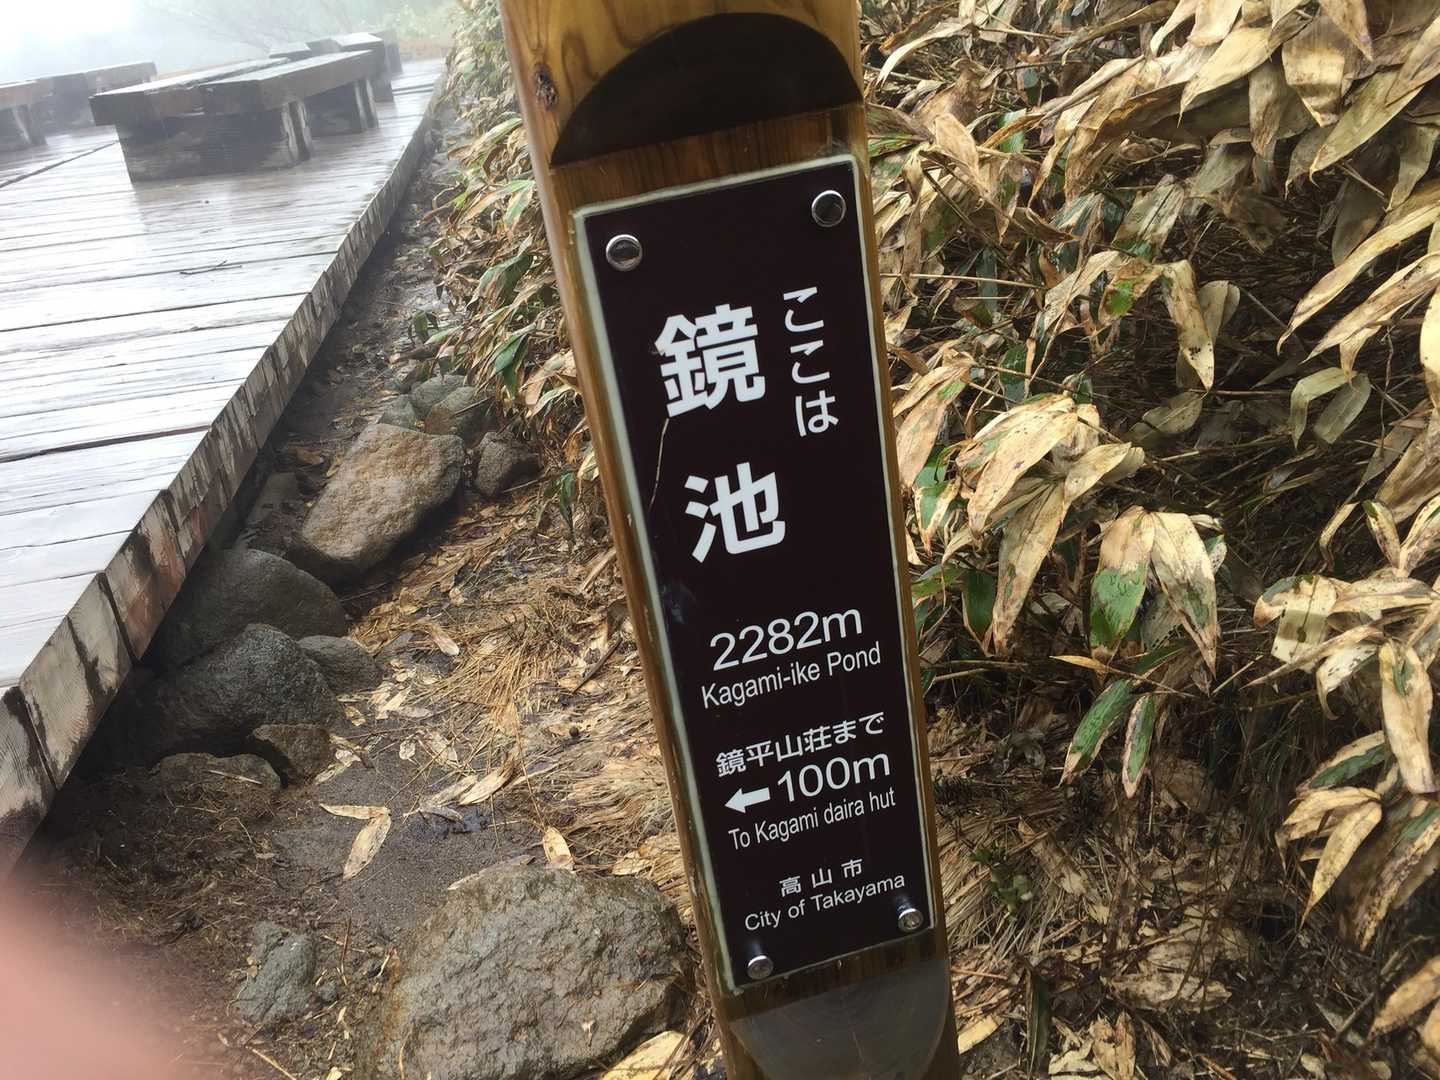 ここは
鏡池
2282m
Kagami-ike Pond
鏡平山荘まで
←100m
To Kagami daira hut
高山市
City of Takayama